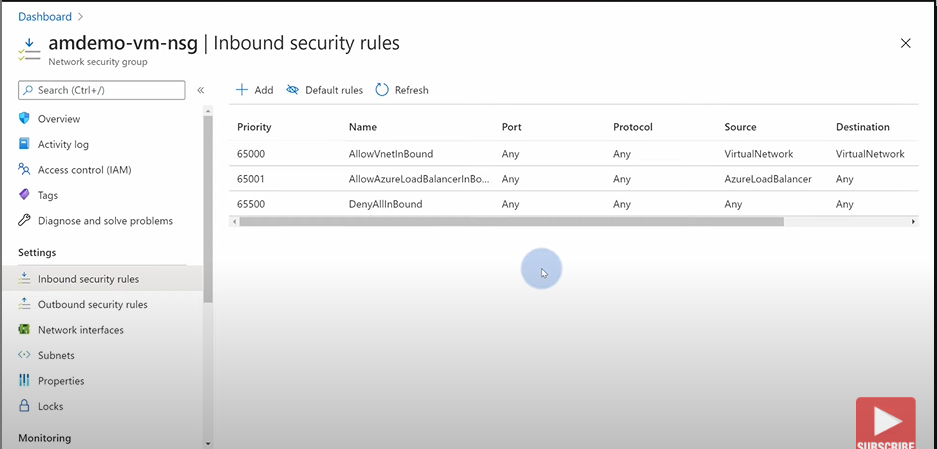 Dashboard >
amdemo-vm-nsg | Inbound security rules
Network security group
Search (Ctrl+/)
«
Add Default rules Refresh
Overview
Activity log
Access control (IAM)
Tags
Diagnose and solve problems
Settings
Inbound security rules
Outbound security rules
Network interfaces
Subnets
Properties
Locks
Monitoring
Priority Name Port Protocol Source Destination
65000 AllowVnetInBound Any Any VirtualNetwork VirtualNetwork
65001 AllowAzureLoadBalancerInBo... Any Any AzureLoadBalancer Any
65500 DenyAllInBound Any Any Any Any
SUBSCRIBE